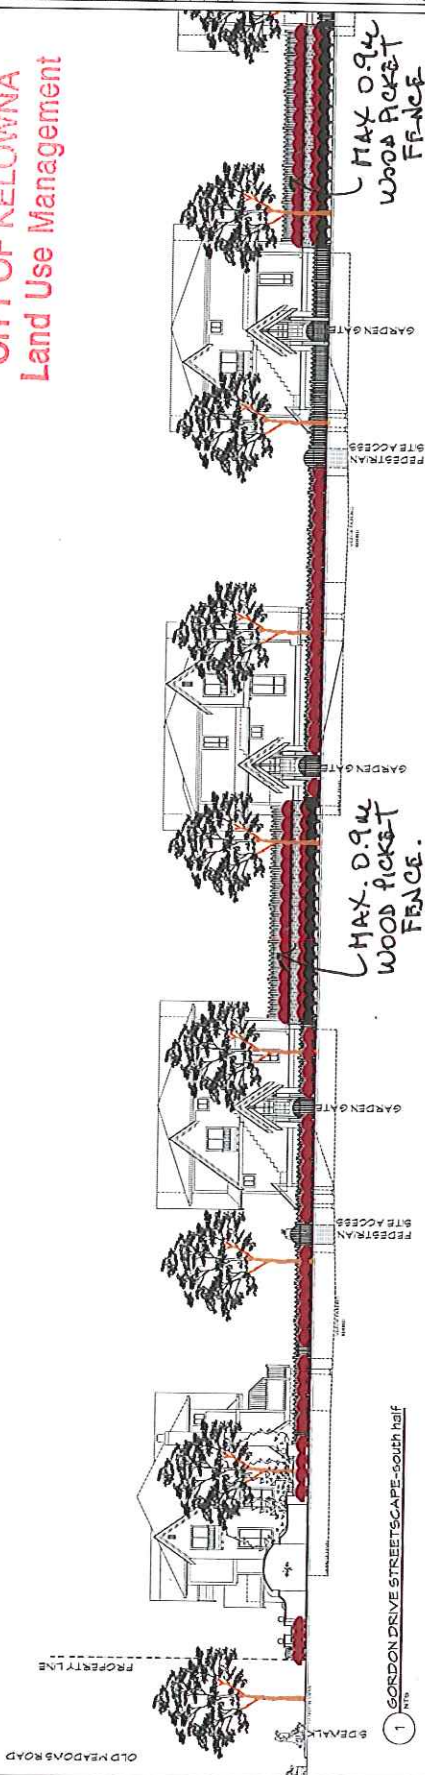 CITY OF KELOWNA
Land Use Management
MAX 0.9m
WOOD PICKET
FENCE
GARDEN GATE
PEDESTRIAN
SITE ACCESS
GARDEN GATE
MAX. 0.9m
WOOD PICKET
FENCE.
GARDEN GATE
PEDESTRIAN
SITE ACCESS
PROPERTY LINE
SIDEWALK
OLD MEADOWS ROAD
1
GORDON DRIVE STREETSCAPE-south half
NTS